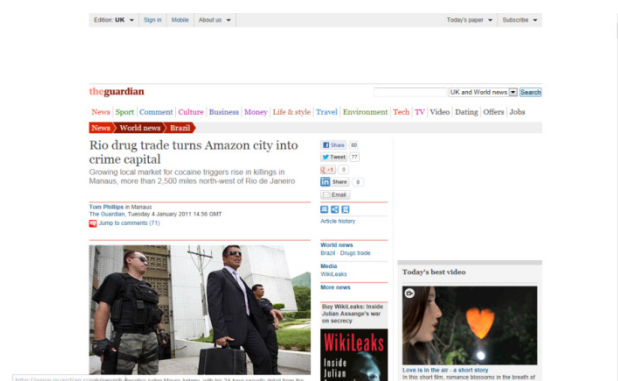 Edition: UK
Sign in
Mobile
About us
Today's paper
Subscribe
theguardian
UK and World news
Search
News Sport Comment Culture Business Money Life & style Travel Environment Tech TV Video Dating Offers Jobs
News World news Brazil
Rio drug trade turns Amazon city into
crime capital
Growing local market for cocaine triggers rise in killings in
Manaus, more than 2,500 miles north-west of Rio de Janeiro
Tom Phillips in Manaus
The Guardian, Tuesday 4 January 2011 14.56 GMT
Jump to comments (71)
Share 60
Tweet 77
+1 0
Share 0
Email
Article history
World news
Brazil · Drugs trade
Media
WikiLeaks
More news
Buy WikiLeaks: Inside
Julian Assange's war
on secrecy
WikiLeaks
Inside
Julian
Today's best video
Love is in the air - a short story
In this short film, romance blossoms in the breath of